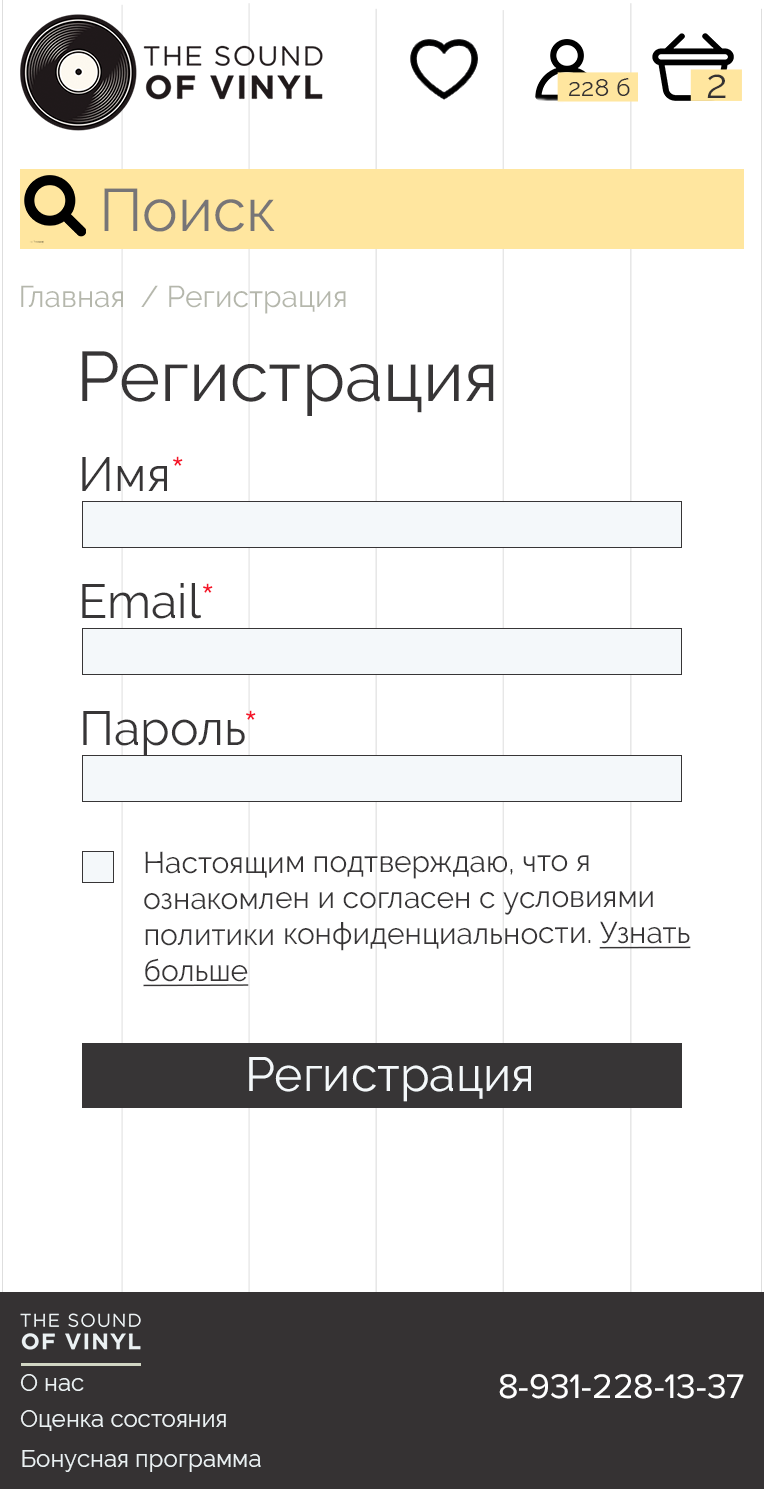 THE SOUND
OF VINYL
228 б
2
Поиск
Главная / Регистрация
Регистрация
Имя*
Email*
Пароль*
Настоящим подтверждаю, что я
ознакомлен и согласен с условиями
политики конфиденциальности. Узнать
больше
Регистрация
THE SOUND
OF VINYL
О нас
8-931-228-13-37
Оценка состояния
Бонусная программа